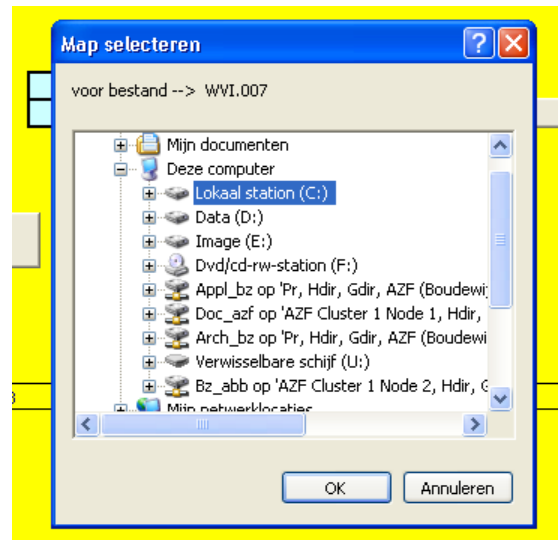 Map selecteren
voor bestand --> WVI.007
Mijn documenten
Deze computer
Lokaal station (C:)
Data (D:)
Image (E:)
Dvd/cd-rw-station (F:)
Appl_bz op 'Pr, Hdir, Gdir, AZF (Boudewij
Doc_azf op 'AZF Cluster 1 Node 1, Hdir,
Arch_bz op 'Pr, Hdir, Gdir, AZF (Boudewi
Verwisselbare schijf (U:)
Bz_abb op 'AZF Cluster 1 Node 2, Hdir, G
Mijn netwerklocaties
OK Annuleren